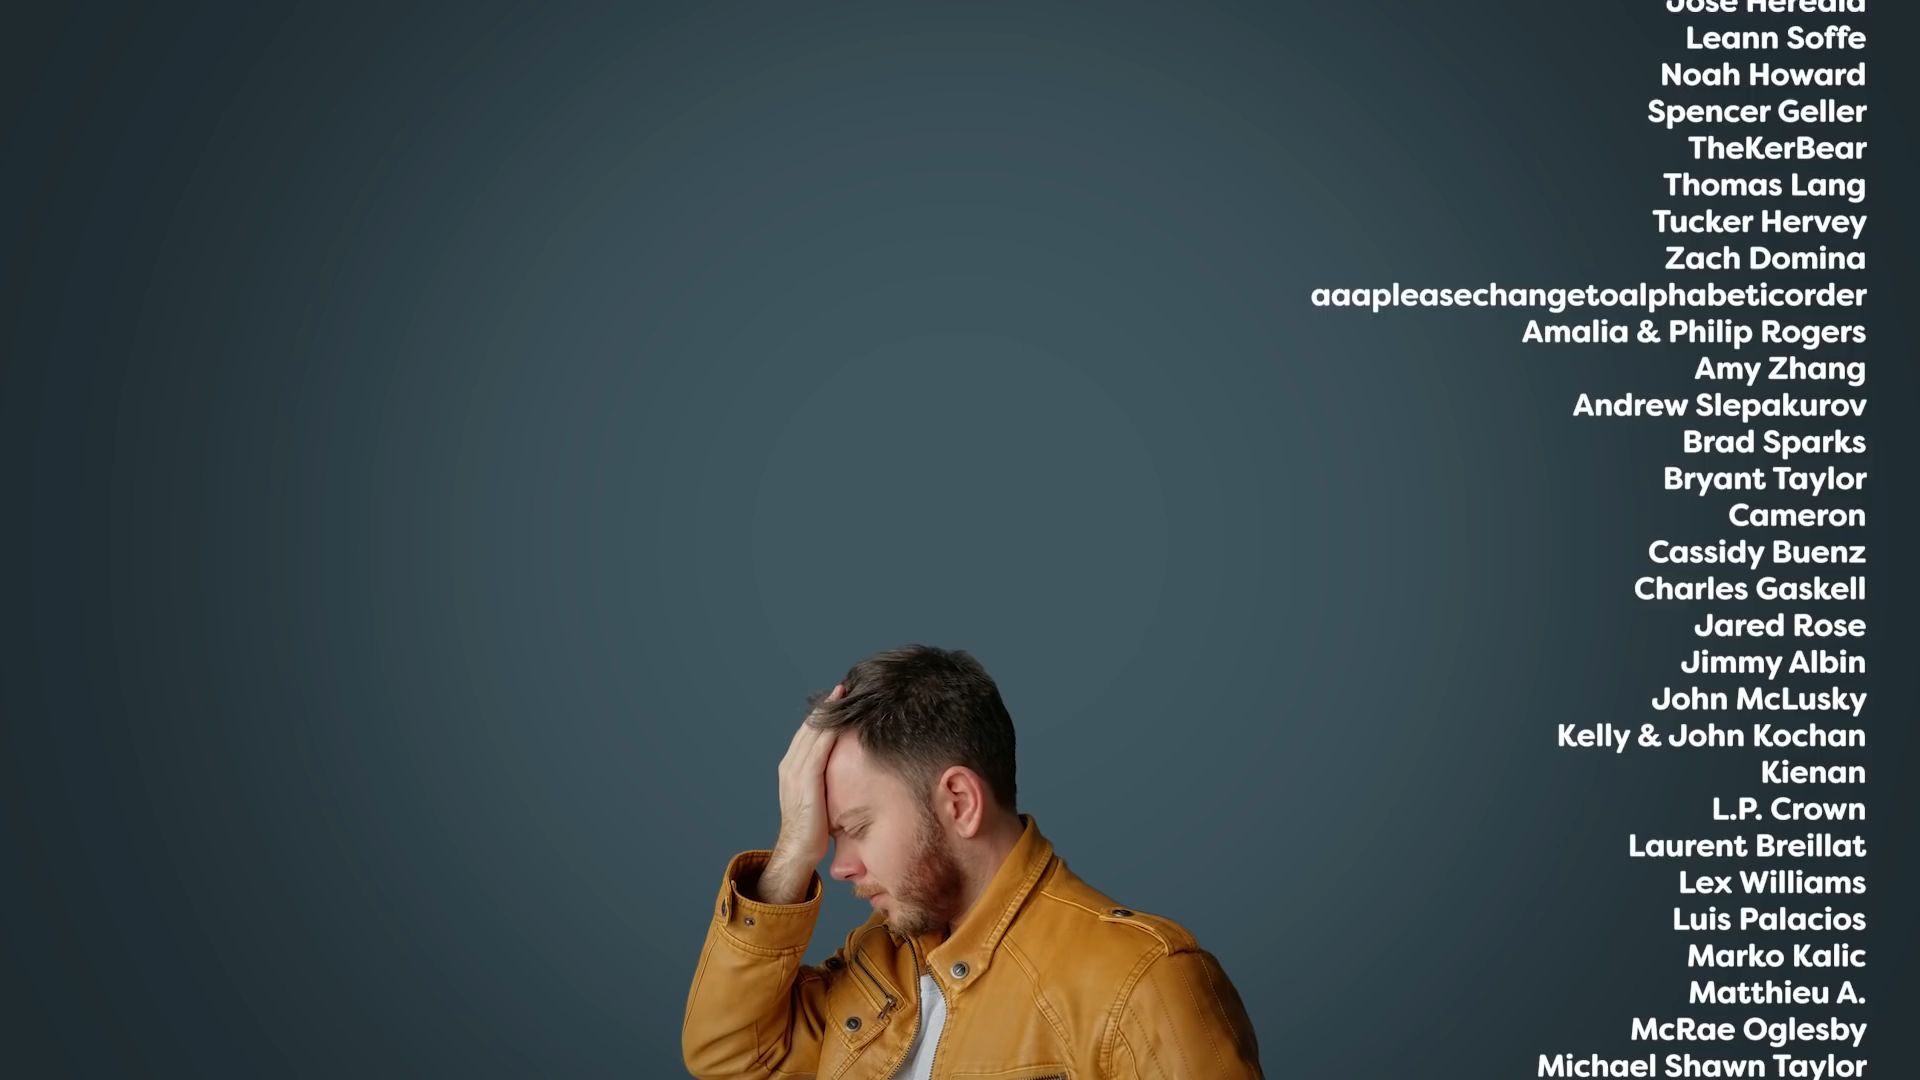 Jose Heredia
Leann Soffe
Noah Howard
Spencer Geller
TheKerBear
Thomas Lang
Tucker Hervey
Zach Domina
aaapleasechangetoalphabeticorder
Amalia & Philip Rogers
Amy Zhang
Andrew Slepakurov
Brad Sparks
Bryant Taylor
Cameron
Cassidy Buenz
Charles Gaskell
Jared Rose
Jimmy Albin
John McLusky
Kelly & John Kochan
Kienan
L.P. Crown
Laurent Breillat
Lex Williams
Luis Palacios
Marko Kalic
Matthieu A.
McRae Oglesby
Michael Shawn Taylor